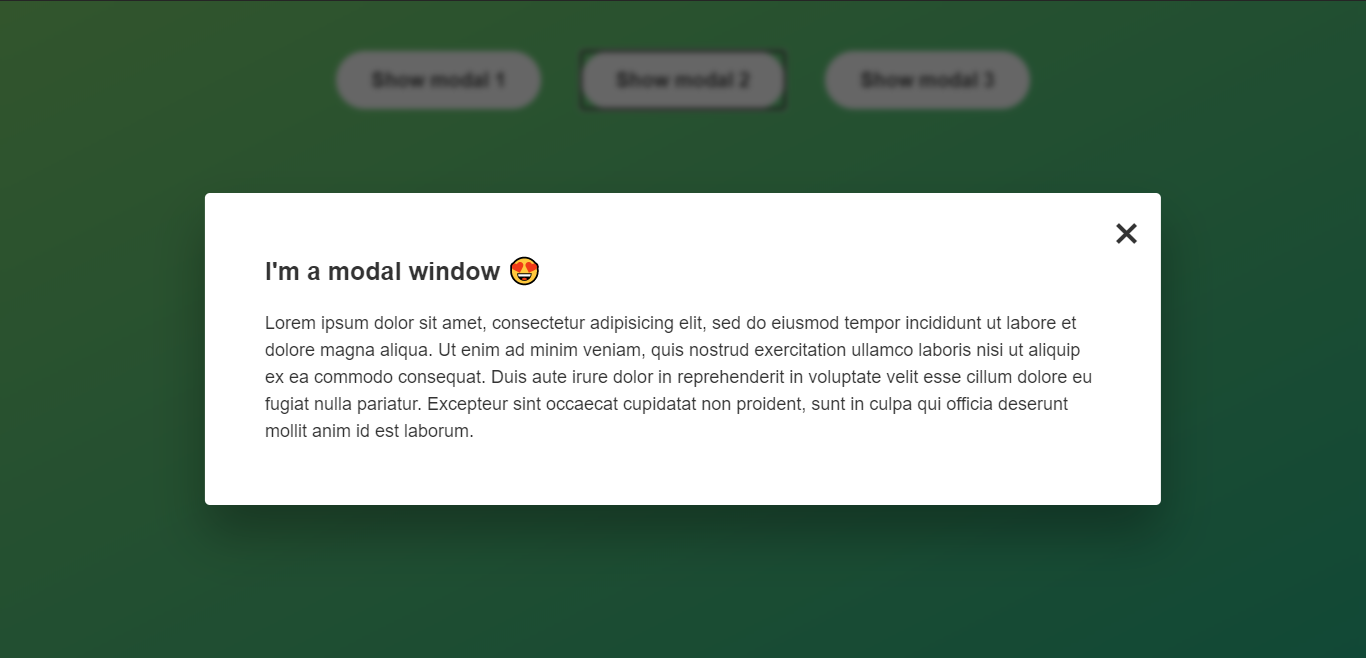 Show modal 1
Show modal 2
Show modal 3
I'm a modal window 😍
Lorem ipsum dolor sit amet, consectetur adipisicing elit, sed do eiusmod tempor incididunt ut labore et
dolore magna aliqua. Ut enim ad minim veniam, quis nostrud exercitation ullamco laboris nisi ut aliquip
ex ea commodo consequat. Duis aute irure dolor in reprehenderit in voluptate velit esse cillum dolore eu
fugiat nulla pariatur. Excepteur sint occaecat cupidatat non proident, sunt in culpa qui officia deserunt
mollit anim id est laborum.